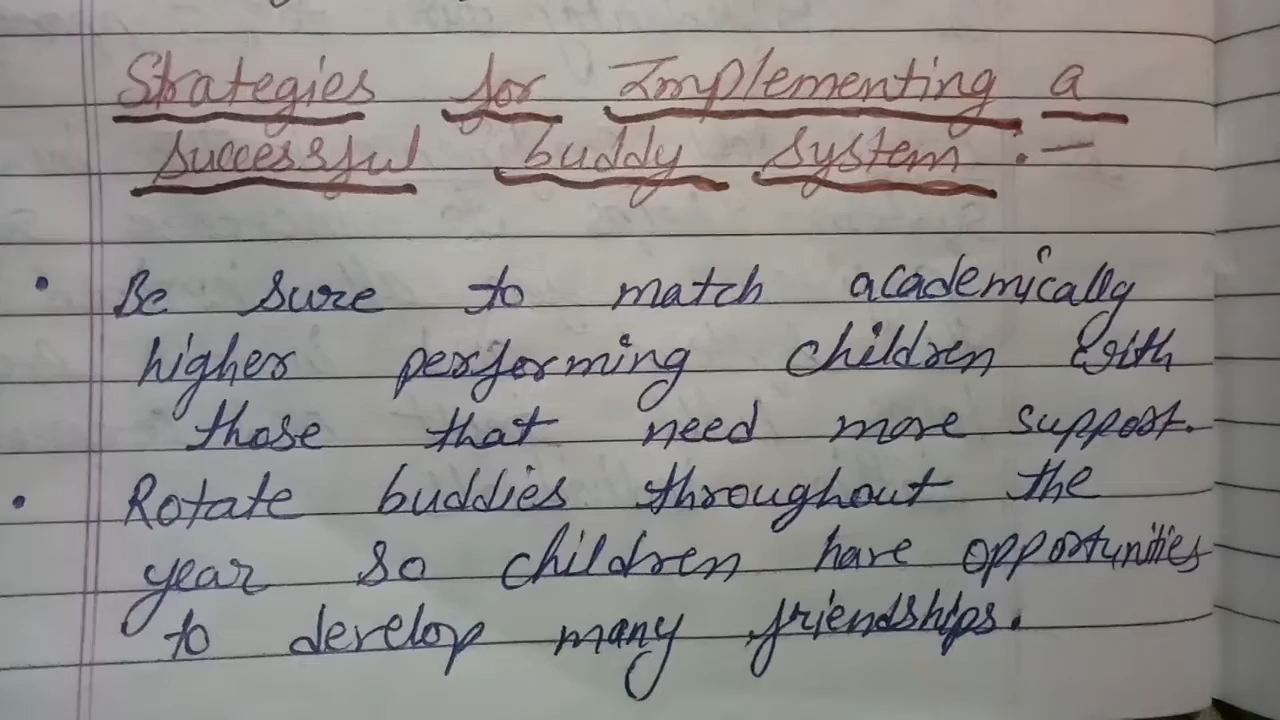 Strategies for Implementing a
successful buddy system :-
• Be sure to match academically
higher performing children with
those that need more support.
• Rotate buddies throughout the
year so children have opportunities
to develop many friendships.